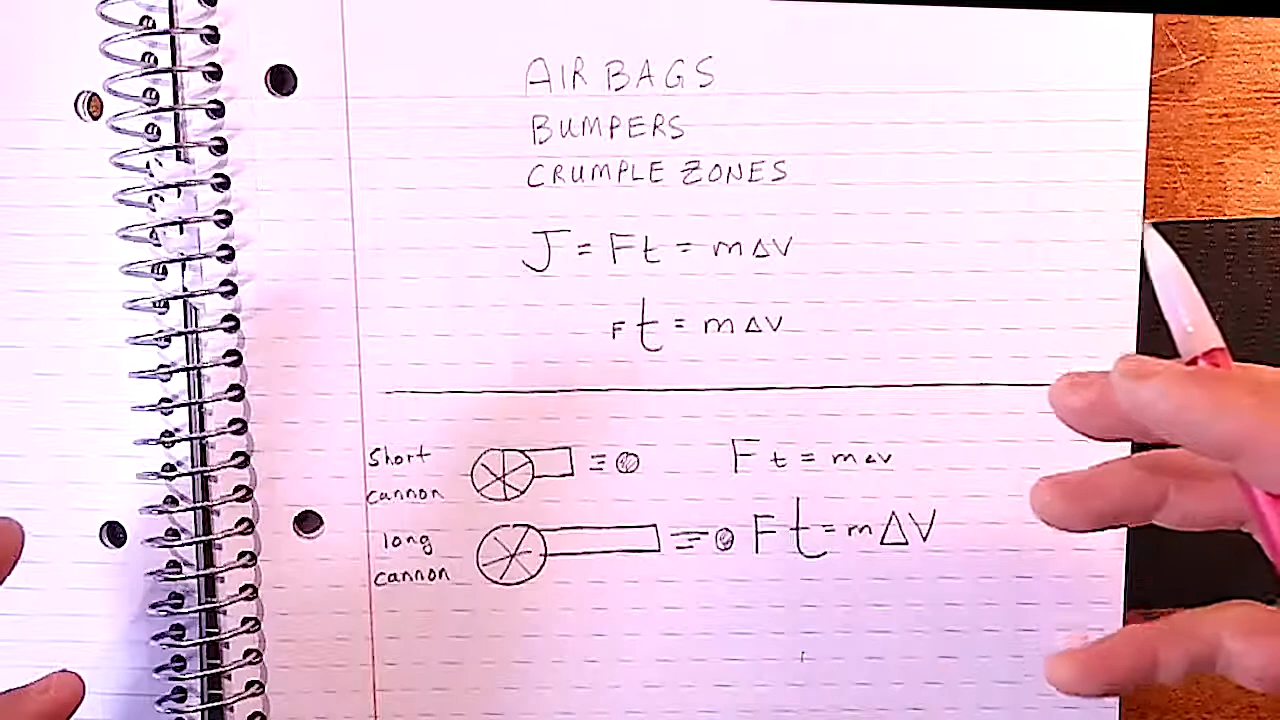 AIR BAGS
BUMPERS
CRUMPLE ZONES
J = Ft = mΔV
Ft = mΔV
Short cannon
Ft = mΔv
long cannon
Ft = mΔV